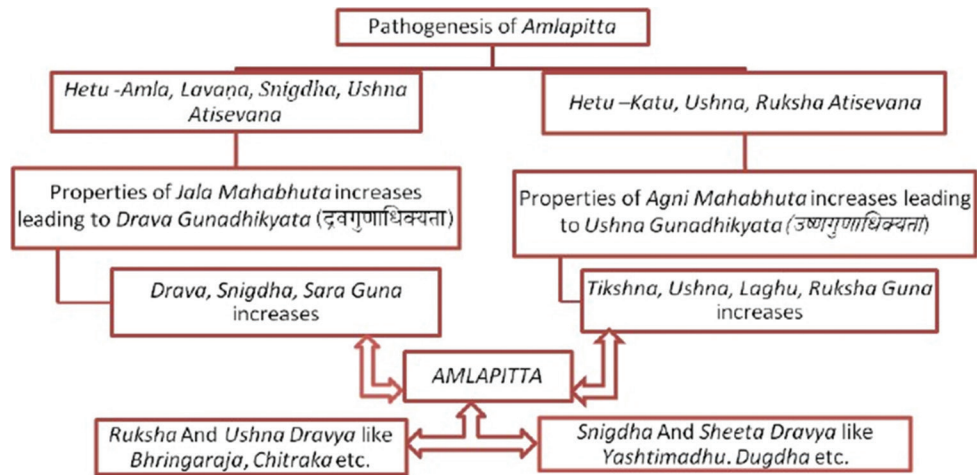 Pathogenesis of Amlapitta
Hetu -Amla, Lavaṇa, Snigdha, Ushna
Atisevana
Hetu –Katu, Ushna, Ruksha Atisevana
Properties of Jala Mahabhuta increases
leading to Drava Gunadhikyata (द्रवगुणाधिक्यता)
Properties of Agni Mahabhuta increases leading
to Ushna Gunadhikyata (उष्णगुणाधिक्यता)
Drava, Snigdha, Sara Guna
increases
Tikshna, Ushna, Laghu, Ruksha Guna
increases
AMLAPITTA
Ruksha And Ushna Dravya like
Bhringaraja, Chitraka etc.
Snigdha And Sheeta Dravya like
Yashtimadhu. Dugdha etc.